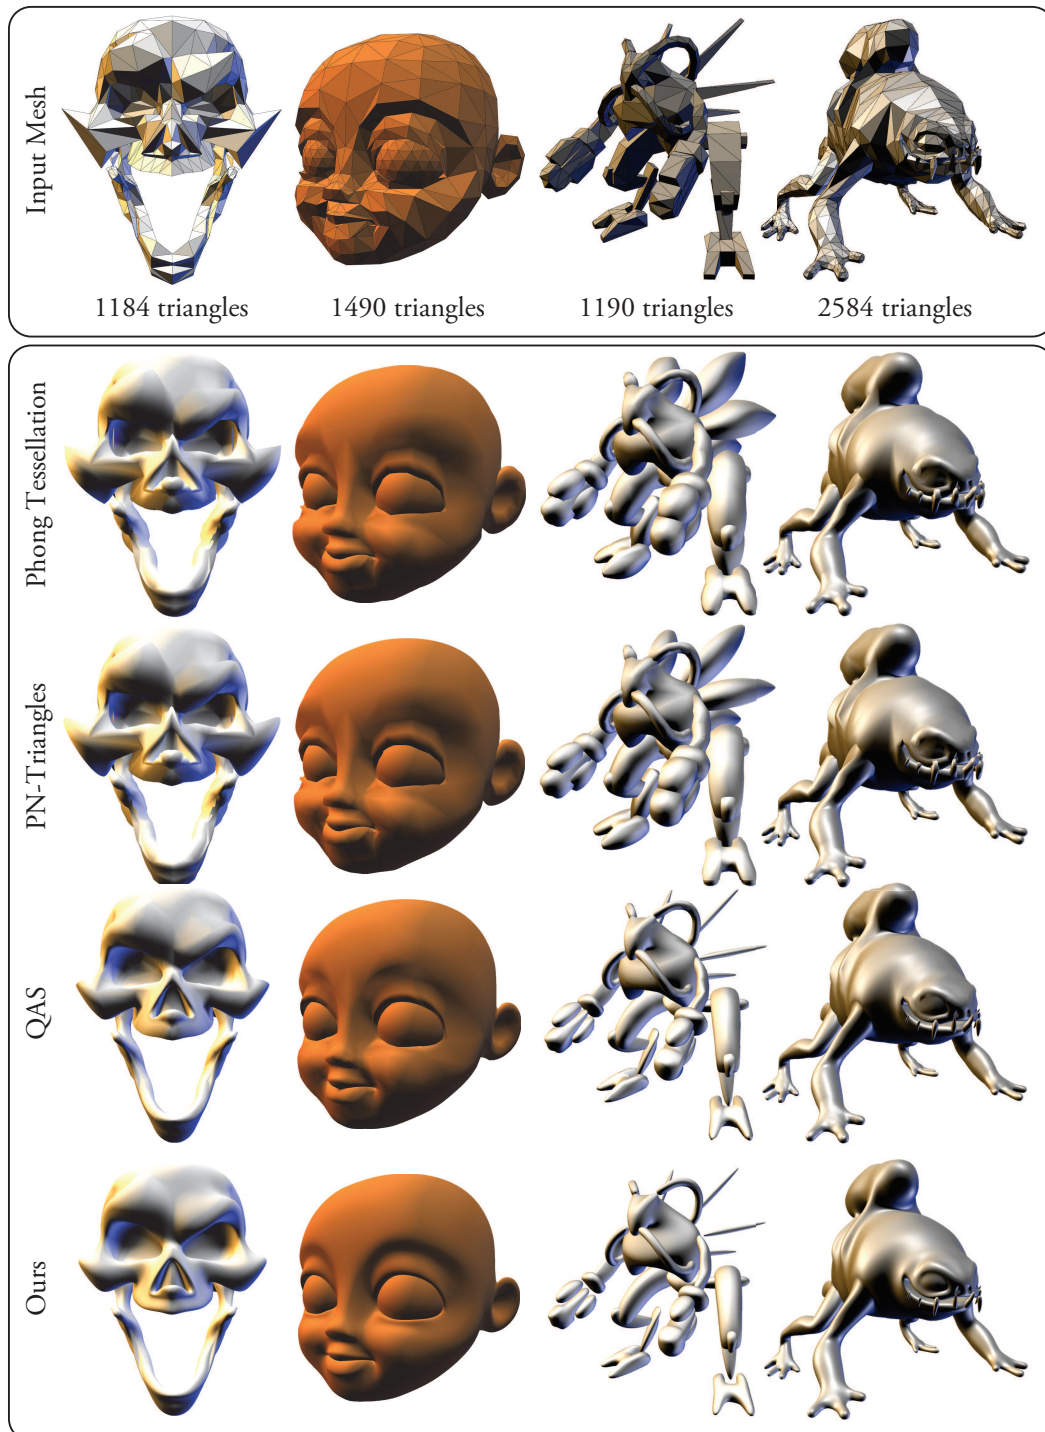 Input Mesh
1184 triangles
1490 triangles
1190 triangles
2584 triangles
Phong Tessellation
PN-Triangles
QAS
Ours